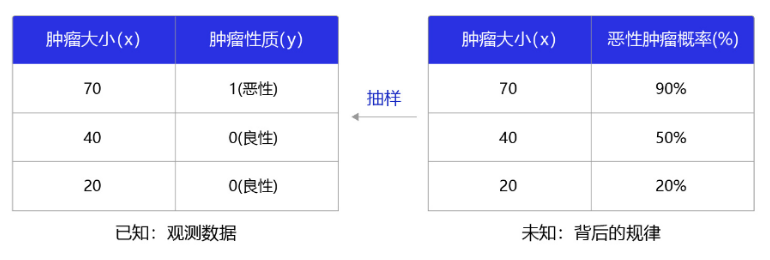 肿瘤大小(x) 肿瘤性质(y)
70 1(恶性)
40 0(良性)
20 0(良性)
已知：观测数据
抽样
肿瘤大小(x) 恶性肿瘤概率(%)
70 90%
40 50%
20 20%
未知：背后的规律